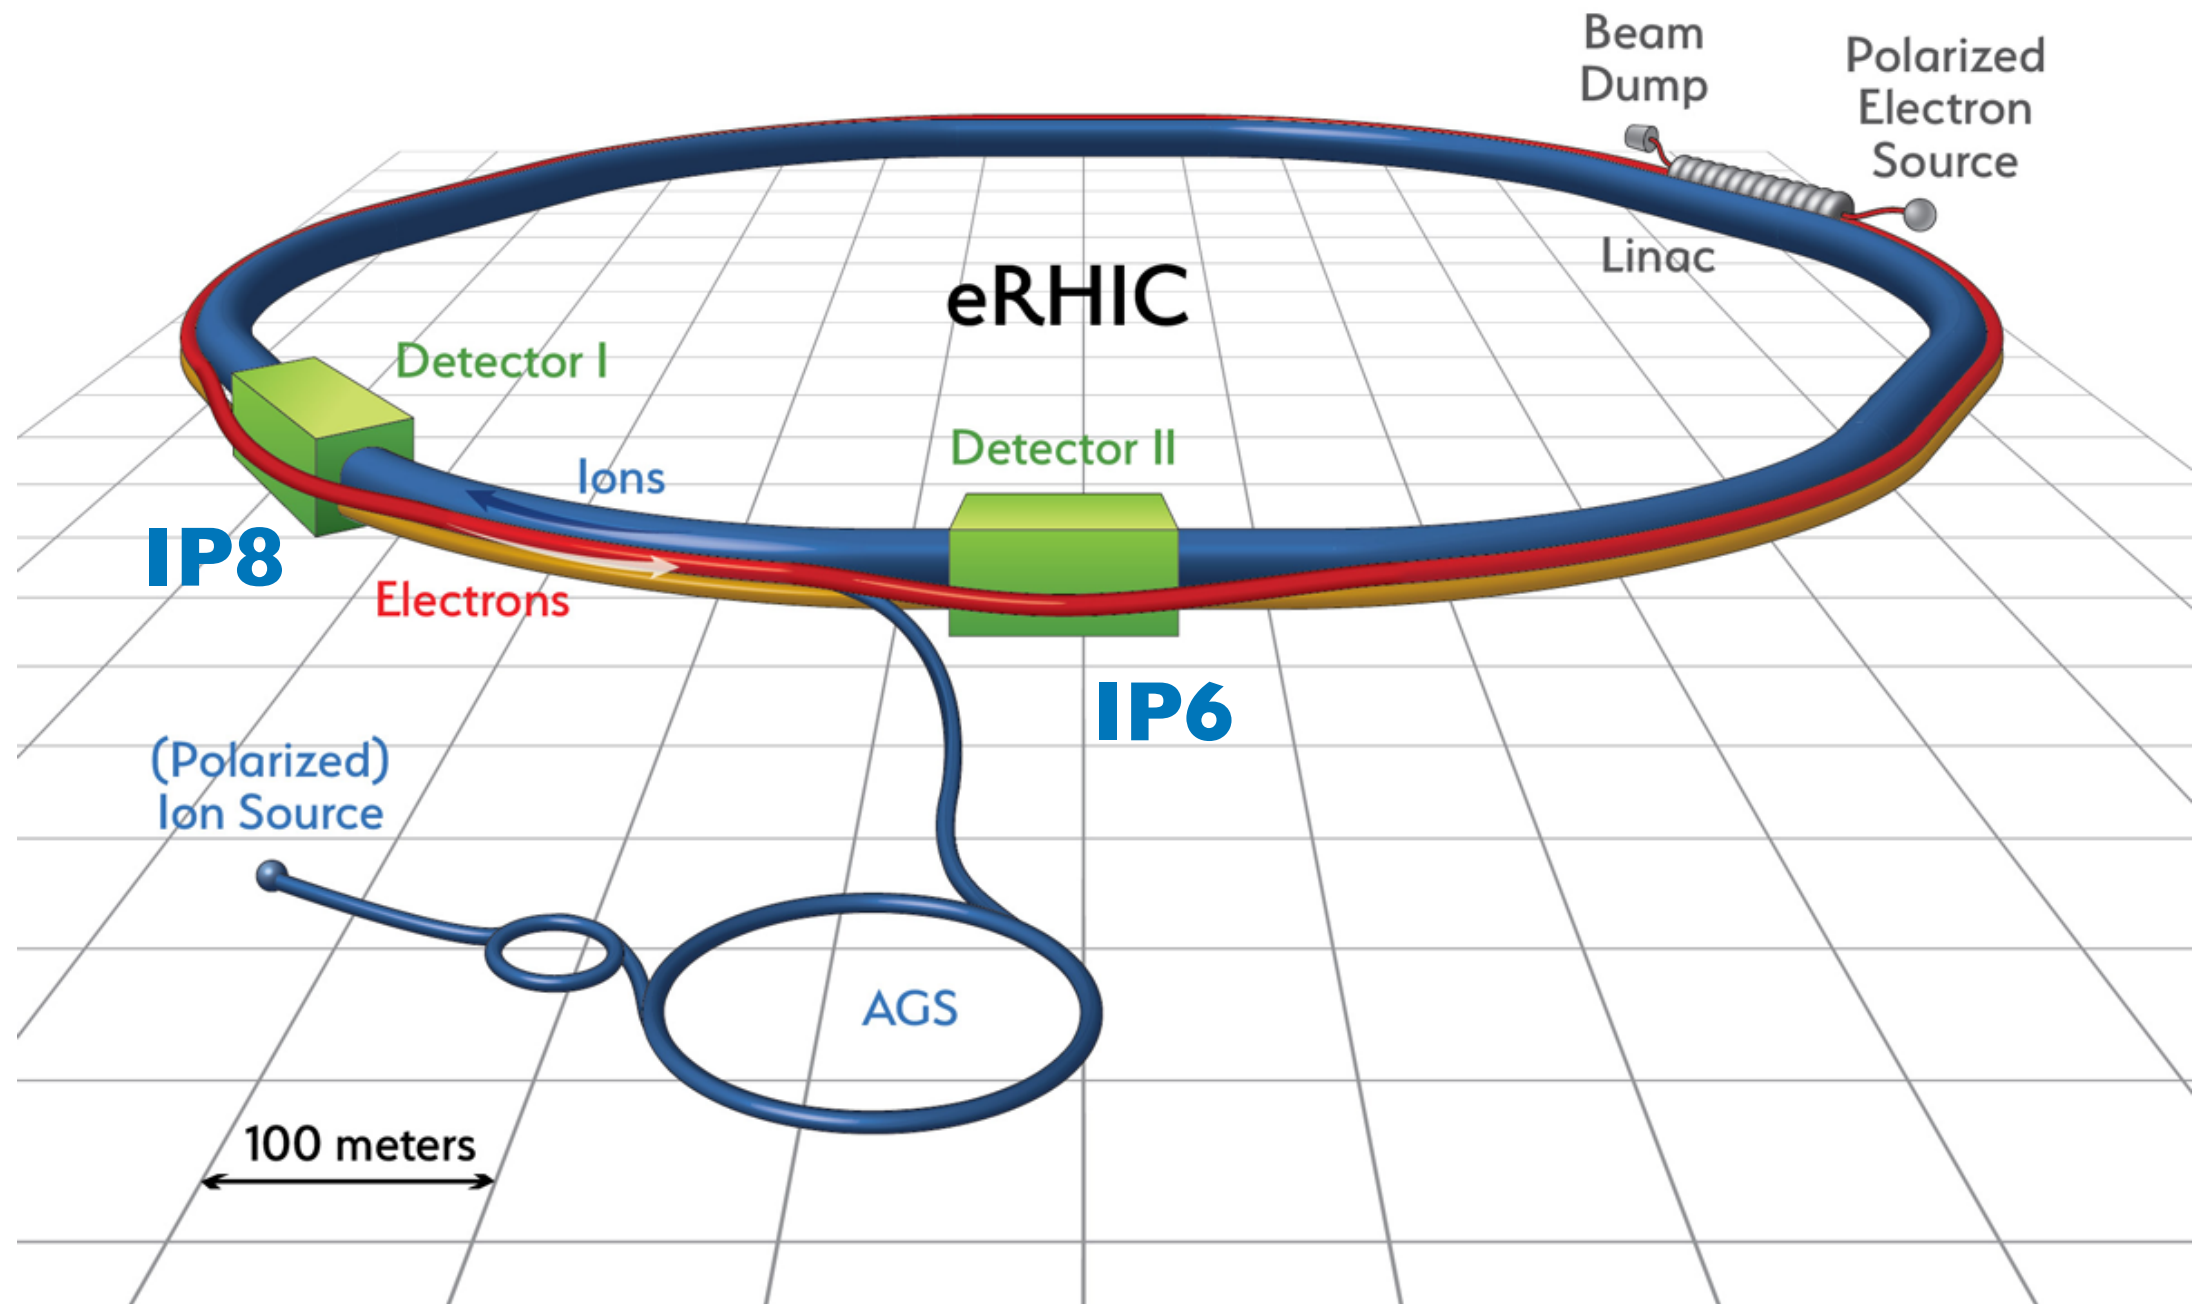 Beam
Dump
Polarized
Electron
Source
Linac
eRHIC
Detector I
Detector II
Ions
IP8
Electrons
IP6
(Polarized)
Ion Source
AGS
100 meters